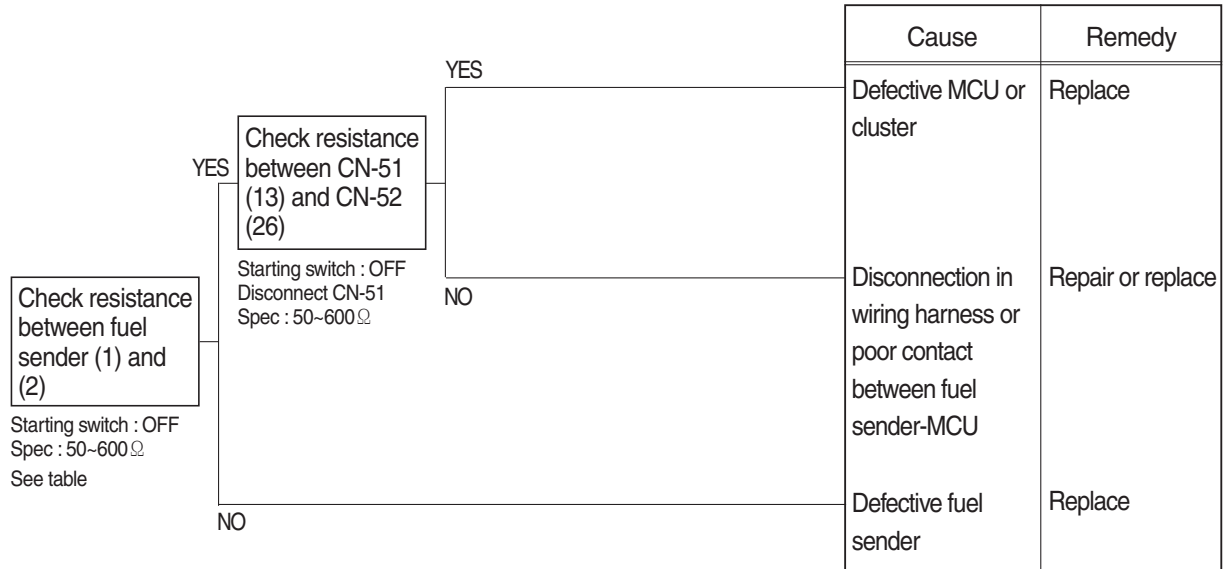 Cause
Remedy
YES
Defective MCU or
cluster
Replace
YES
Check resistance
between CN-51
(13) and CN-52
(26)
Starting switch : OFF
Disconnect CN-51
Spec : 50~600Ω
NO
Disconnection in
wiring harness or
poor contact
between fuel
sender-MCU
Repair or replace
Check resistance
between fuel
sender (1) and
(2)
Starting switch : OFF
Spec : 50~600Ω
See table
NO
Defective fuel
sender
Replace